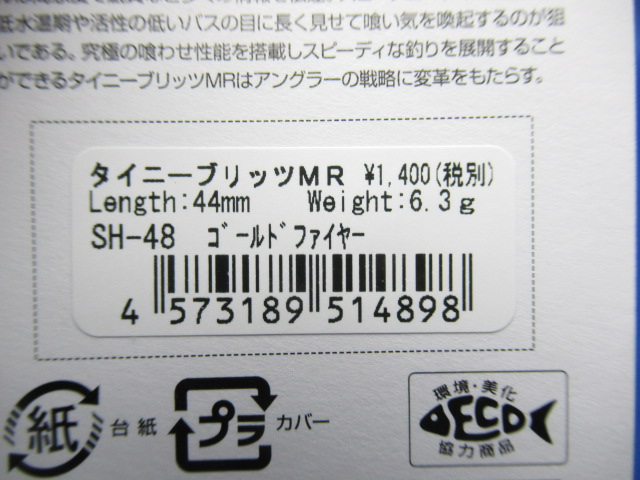 低水温期や活性の低いバスの目に長く見せて喰い気を喚起するのが狙
いである。究極の喰わせ性能を搭載しスピーディな釣りを展開すること
ができるタイニーブリッツMRはアングラーの戦略に変革をもたらす。
タイニーブリッツMR ¥1,400(税別)
Length:44mm Weight:6.3g
SH-48 ゴールドファイヤー
4 573189 514898
紙 台紙 プラ カバー
環境・美化
ECO
協力商品